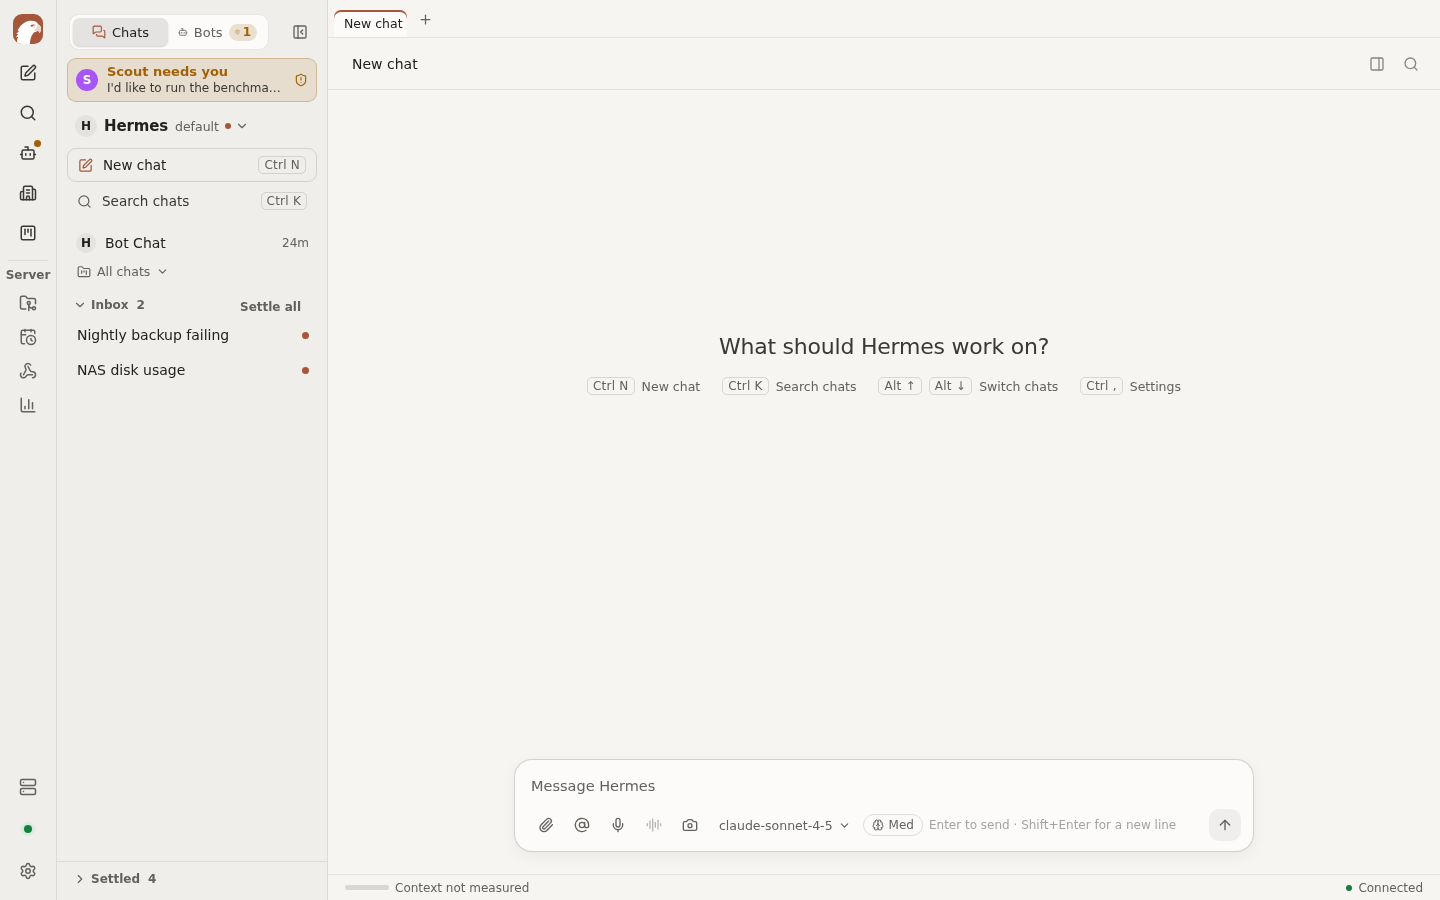 Chats
Bots
1
Scout needs you
S
I'd like to run the benchma...
H
Hermes default
New chat
Ctrl N
Search chats
Ctrl K
H
Bot Chat
24m
All chats
Inbox 2
Settle all
Nightly backup failing
NAS disk usage
Server
Settled 4
New chat
New chat
What should Hermes work on?
Ctrl N New chat
Ctrl K Search chats
Alt ↑ Alt ↓ Switch chats
Ctrl , Settings
Message Hermes
claude-sonnet-4-5
Med
Enter to send · Shift+Enter for a new line
Context not measured
Connected